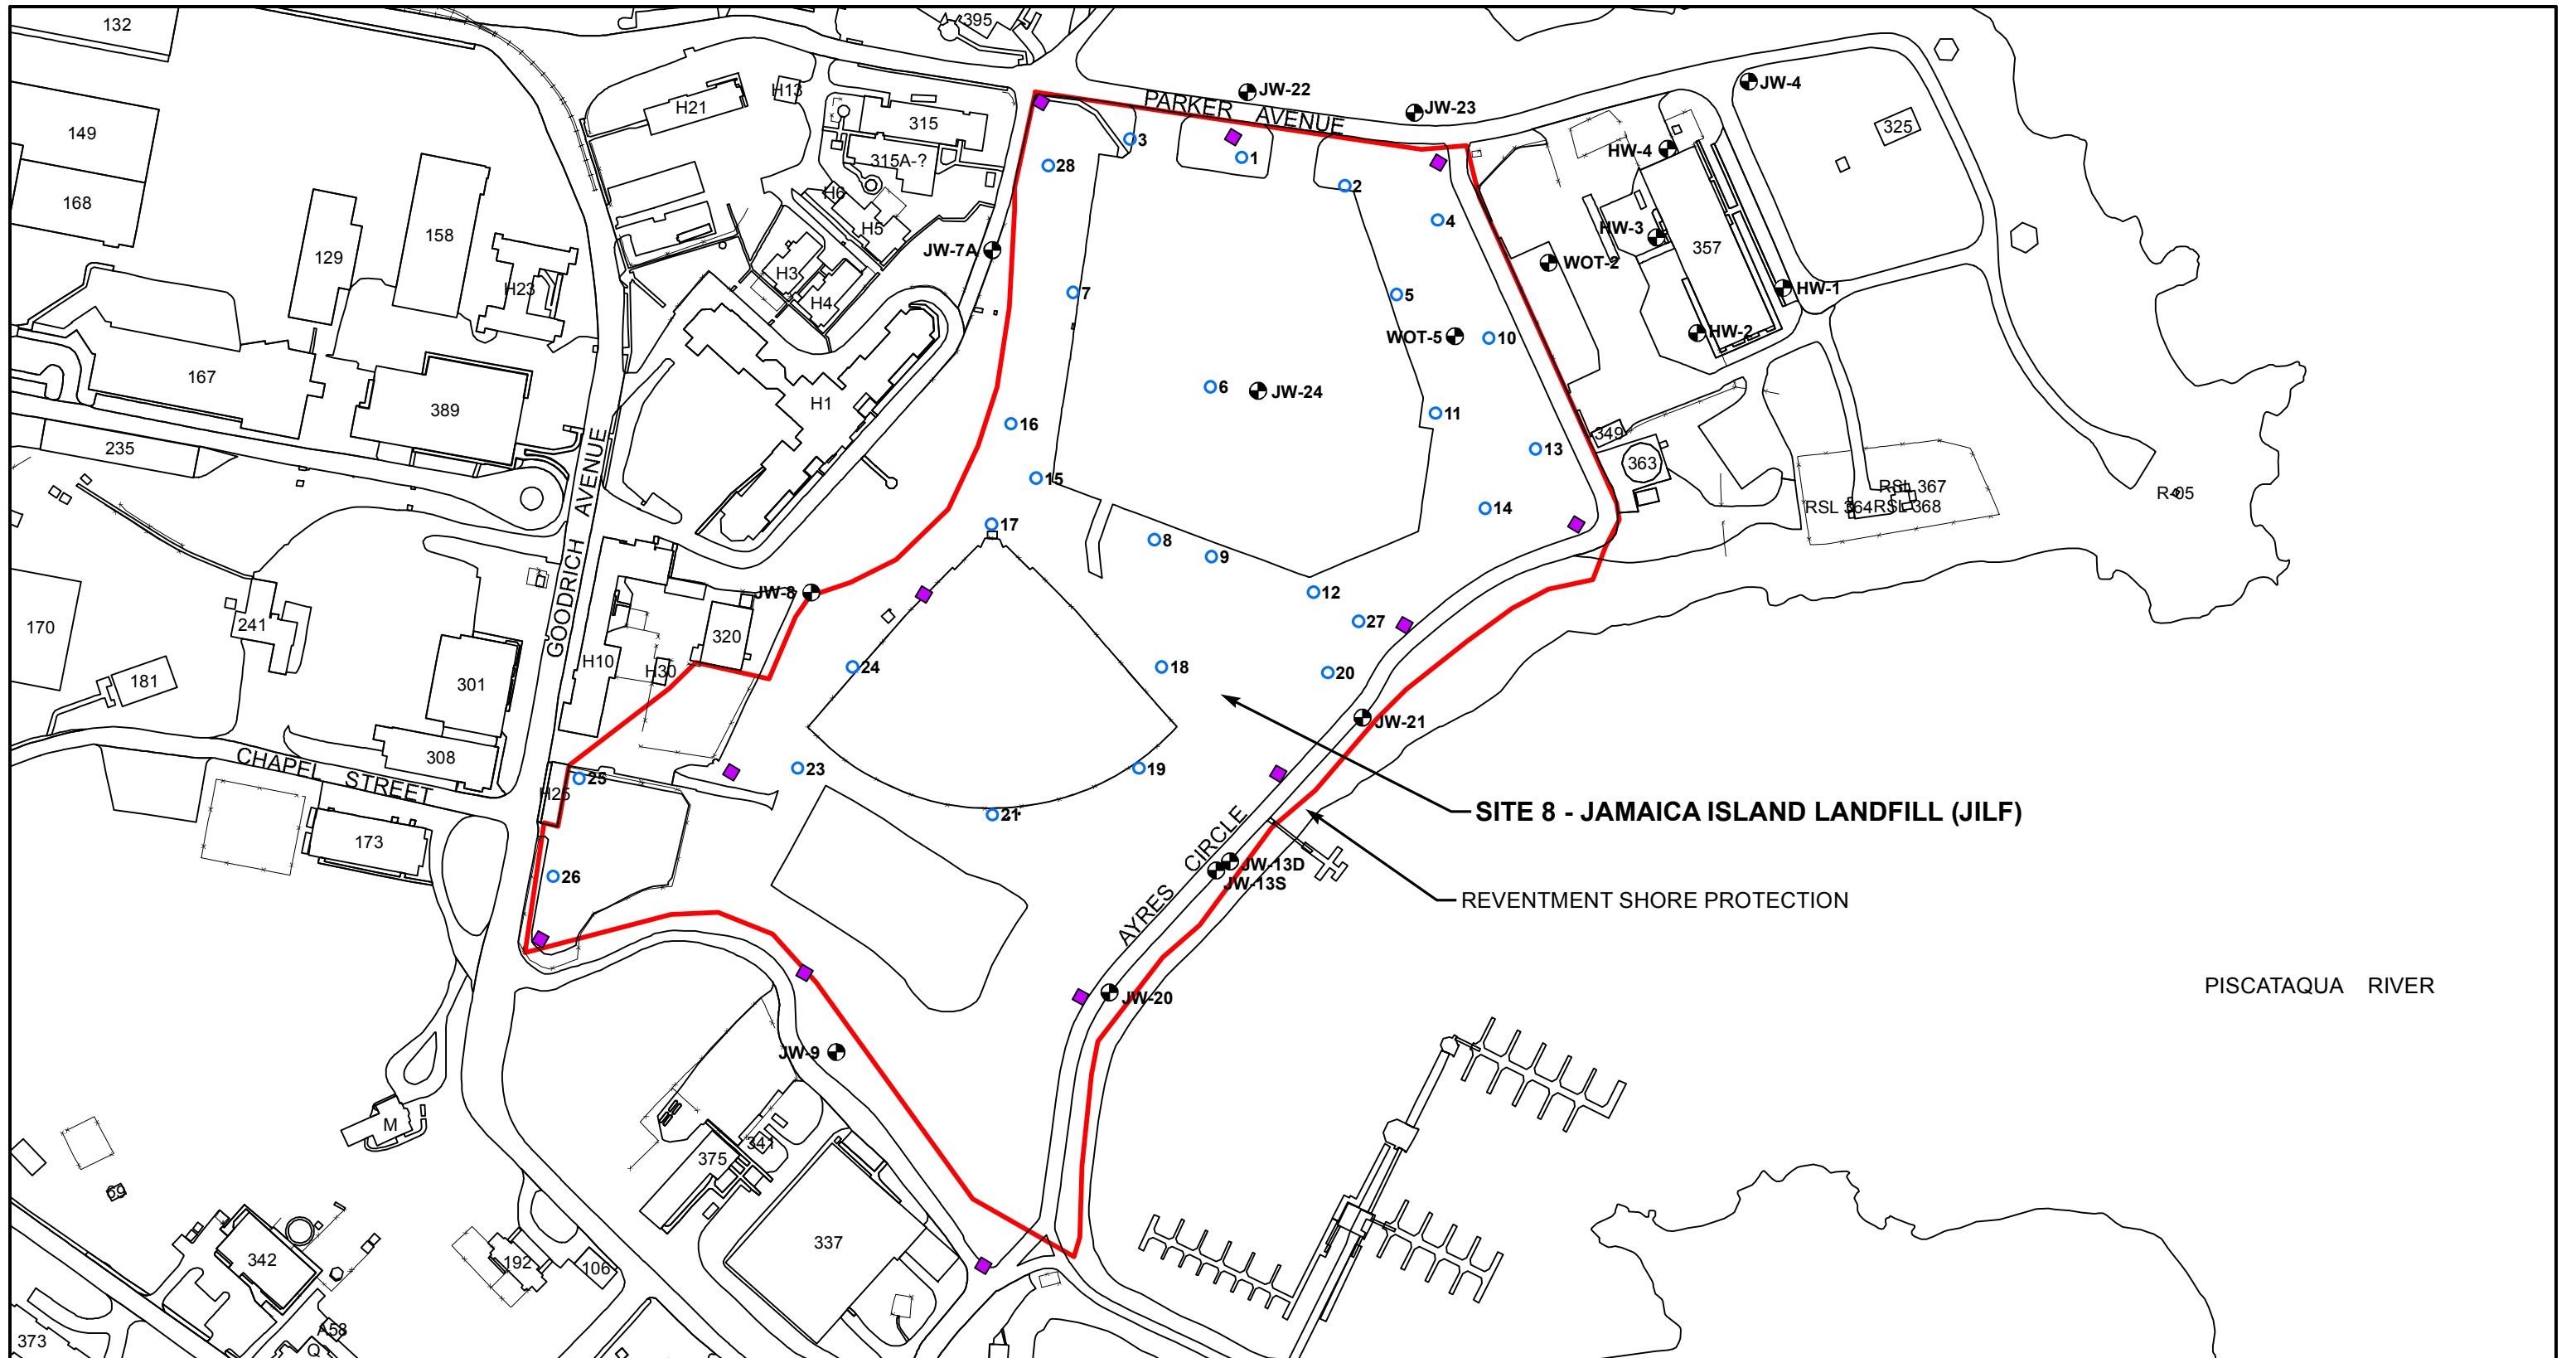 132
395
149
H21
H13
315
PARKER AVENUE
JW-22
JW-23
JW-4
325
3
1
28
315A-?
HW-4
168
H6
2
158
H5
4
HW-3
JW-7A
357
129
WOT-2
H3
H23
H4
7
5
HW-1
WOT-5
10
HW-2
167
6
JW-24
H1
389
11
16
349
235
13
363
15
RSL 367
R-05
RSL 364
RSL 368
14
17
GOODRICH AVENUE
8
9
JW-8
12
170
241
320
27
H10
24
18
H30
20
181
301
JW-21
308
CHAPEL STREET
25
23
19
H25
SITE 8 - JAMAICA ISLAND LANDFILL (JILF)
21
173
AYRES CIRCLE
JW-13D
26
JW-13S
REVENTMENT SHORE PROTECTION
PISCATAQUA RIVER
JW-20
JW-9
M
341
375
69
337
342
192
106
A58
373
Q